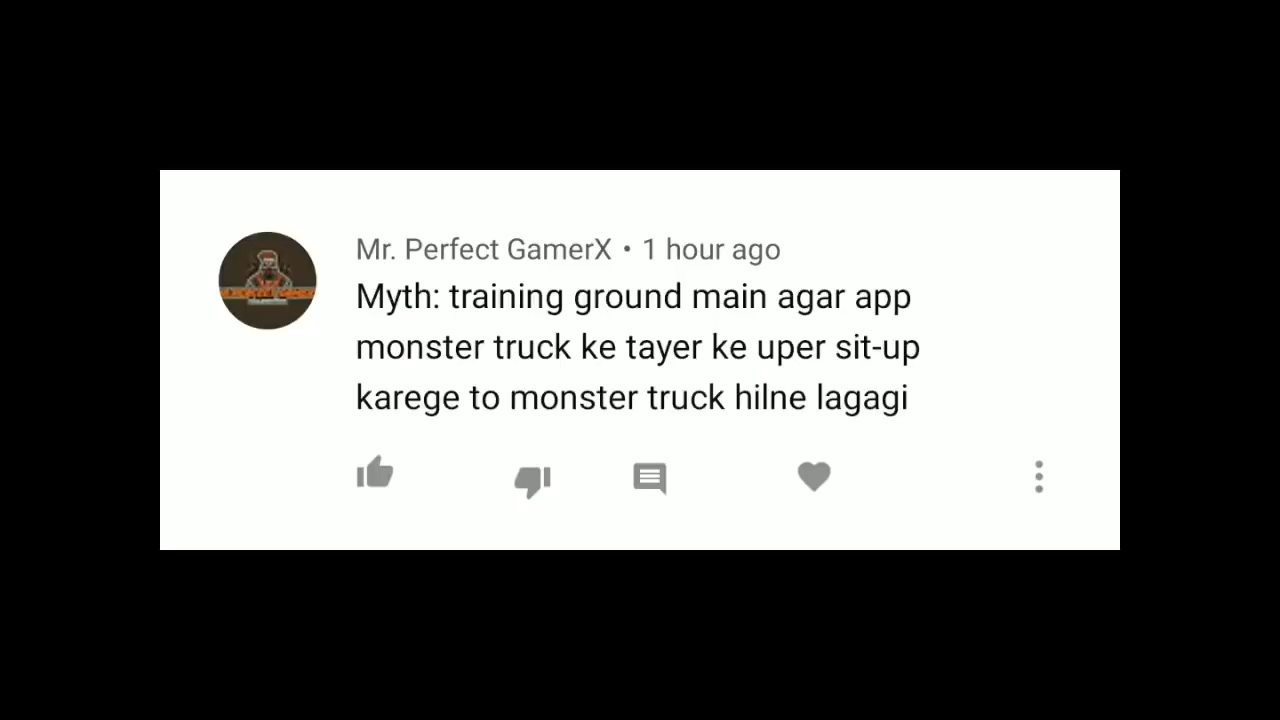 Mr. Perfect GamerX • 1 hour ago
Myth: training ground main agar app
monster truck ke tayer ke uper sit-up
karege to monster truck hilne lagagi